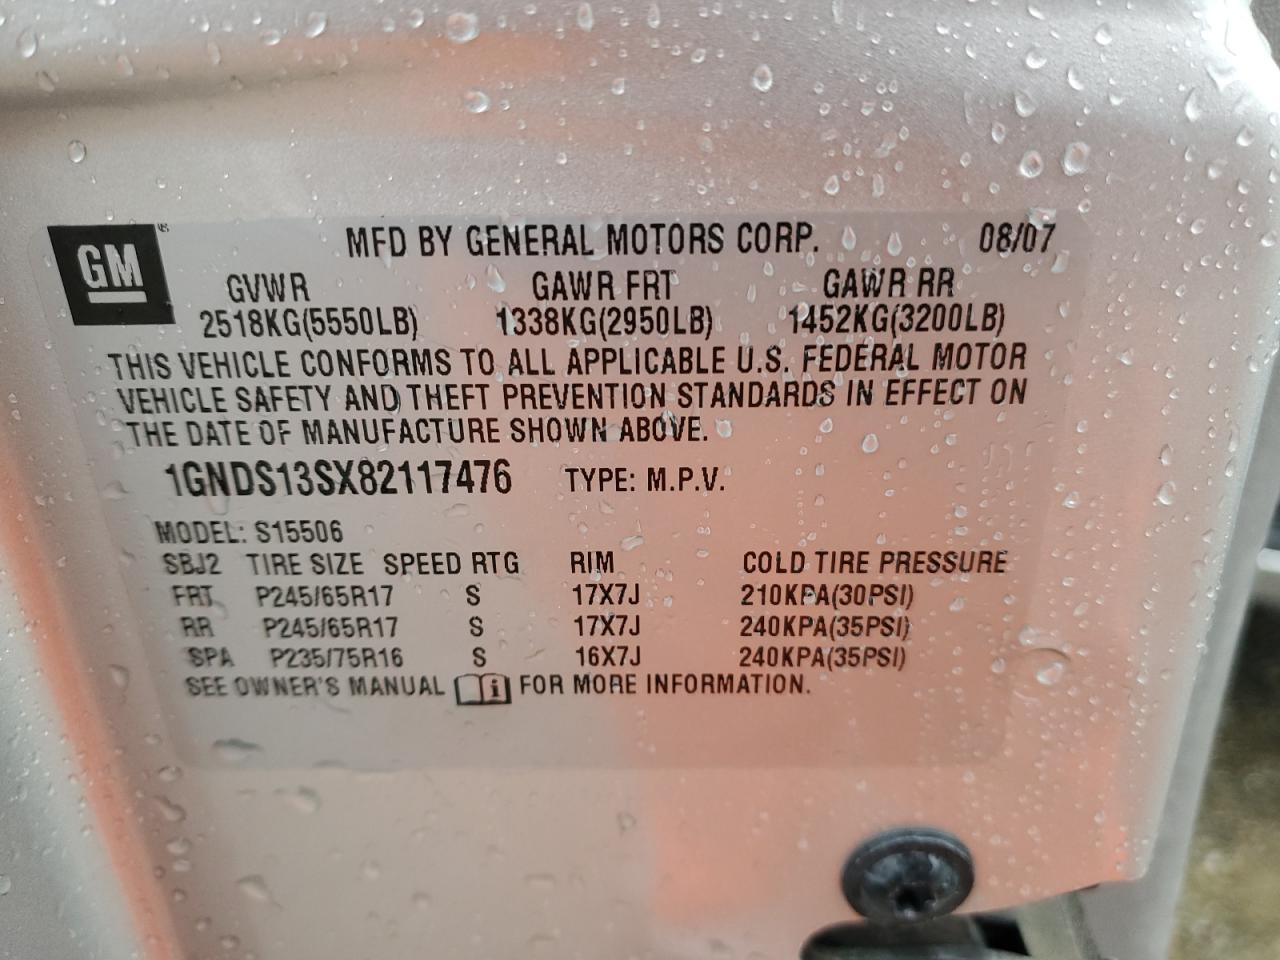 GM
MFD BY GENERAL MOTORS CORP. 08/07
GVWR GAWR FRT GAWR RR
2518KG(5550LB) 1338KG(2950LB) 1452KG(3200LB)
THIS VEHICLE CONFORMS TO ALL APPLICABLE U.S. FEDERAL MOTOR
VEHICLE SAFETY AND THEFT PREVENTION STANDARDS IN EFFECT ON
THE DATE OF MANUFACTURE SHOWN ABOVE.
1GNDS13SX82117476 TYPE: M.P.V.
MODEL: S15506
SBJ2 TIRE SIZE SPEED RTG RIM COLD TIRE PRESSURE
FRT P245/65R17 S 17X7J 210KPA(30PSI)
RR P245/65R17 S 17X7J 240KPA(35PSI)
SPA P235/75R16 S 16X7J 240KPA(35PSI)
SEE OWNER'S MANUAL i FOR MORE INFORMATION.